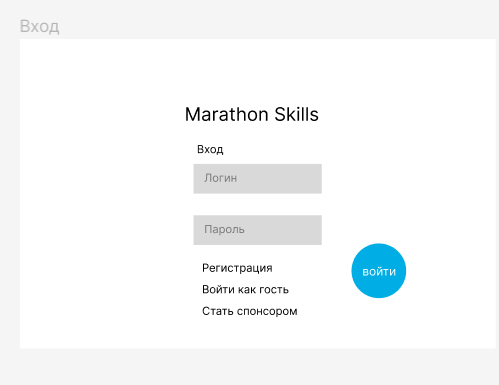 Вход
Marathon Skills
Вход
Логин
Пароль
Регистрация
Войти как гость
Стать спонсором
войти